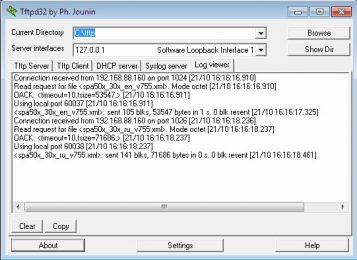 Tftpd32 by Ph. Jounin
Current Directory C:\tftp Browse
Server interfaces 127.0.0.1 Software Loopback Interface 1 Show Dir
Tftp Server Tftp Client DHCP server Syslog server Log viewer
Connection received from 192.168.88.160 on port 1024 [21/10 16:16:16.910]
Read request for file <spa50x_30x_en_v755.xml>. Mode octet [21/10 16:16:16.910]
OACK: <timeout=10,tsize=53547,> [21/10 16:16:16.911]
Using local port 60037 [21/10 16:16:16.911]
<spa50x_30x_en_v755.xml>: sent 105 blks, 53547 bytes in 1 s. 0 blk resent [21/10 16:16:17.325]
Connection received from 192.168.88.160 on port 1026 [21/10 16:16:18.236]
Read request for file <spa50x_30x_ru_v755.xml>. Mode octet [21/10 16:16:18.237]
OACK: <timeout=10,tsize=71686,> [21/10 16:16:18.237]
Using local port 60038 [21/10 16:16:18.237]
<spa50x_30x_ru_v755.xml>: sent 141 blks, 71686 bytes in 0 s. 0 blk resent [21/10 16:16:18.461]
Clear Copy
About Settings Help